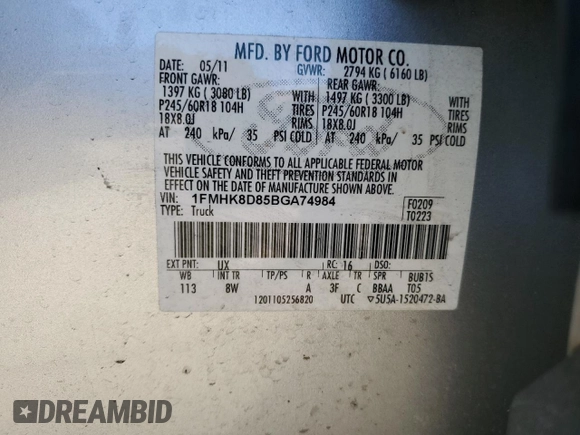 MFD. BY FORD MOTOR CO.
DATE: 05/11 GVWR: 2794 KG ( 6160 LB)
FRONT GAWR: REAR GAWR:
1397 KG ( 3080 LB) 1497 KG ( 3300 LB)
P245/60R18 104H TIRES P245/60R18 104H TIRES
18X8.0J RIMS 18X8.0J RIMS
AT 240 kPa/ 35 PSI COLD AT 240 kPa/ 35 PSI COLD
THIS VEHICLE CONFORMS TO ALL APPLICABLE FEDERAL MOTOR
VEHICLE SAFETY AND THEFT PREVENTION STANDARDS IN
EFFECT ON THE DATE OF MANUFACTURE SHOWN ABOVE.
VIN: 1FMHK8D85BGA74984 F0209
TYPE: Truck T0223
EXT PNT: UX RC: 16 DSO:
WB INT TR TP/PS R AXLE TR SPR BUB1S
113 8W A 3F C BBAA T05
1201105256820 UTC ▽5U5A-1520472-BA
DREAMBID